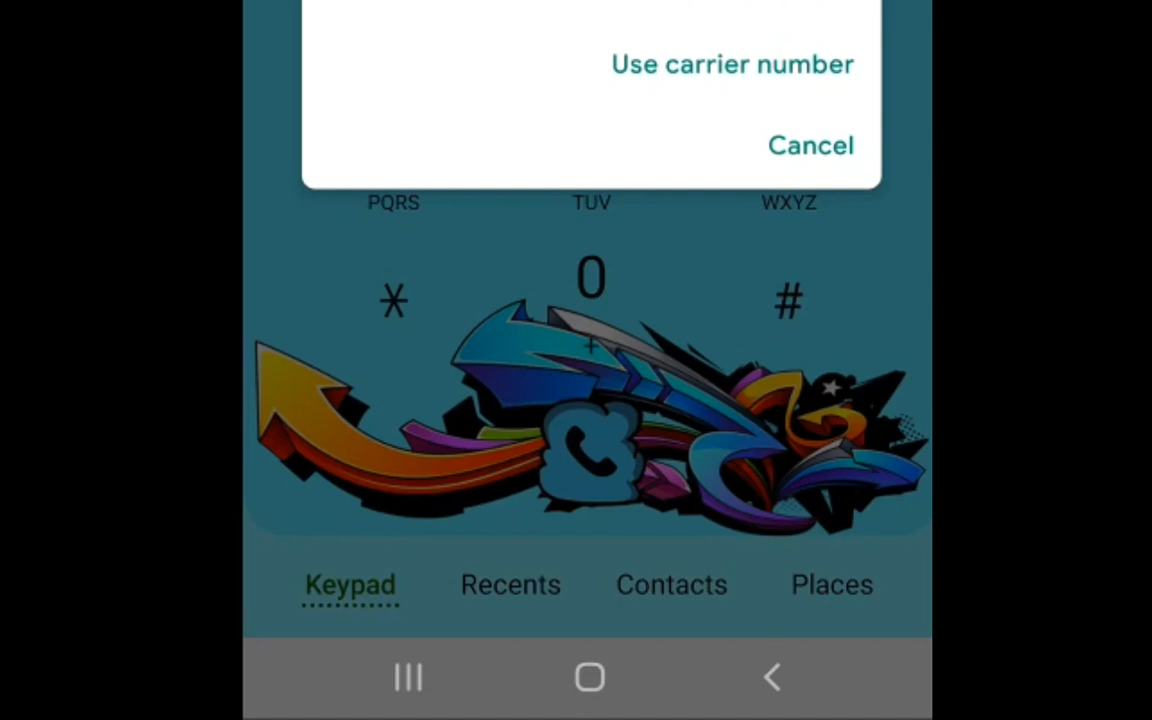 Use carrier number
Cancel
PQRS TUV WXYZ
* 0 #
+
Keypad Recents Contacts Places